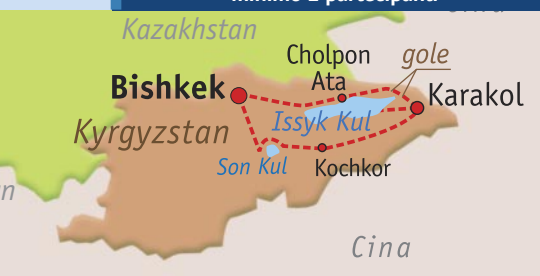 Kazakhstan
Cholpon
Ata
gole
Bishkek
Karakol
Issyk Kul
Kyrgyzstan
Son Kul
Kochkor
n
Cina